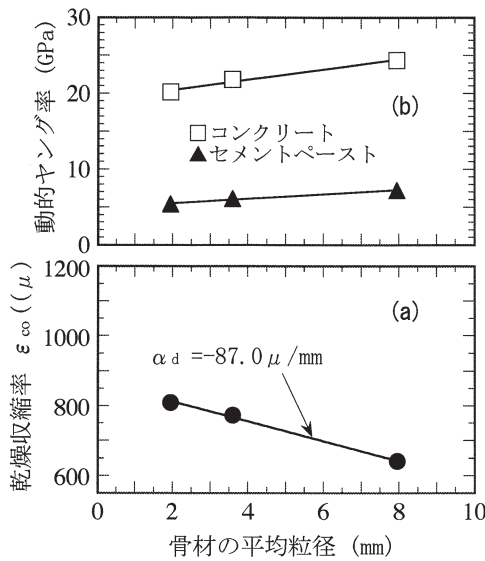 動的ヤング率 (GPa)
30
20
10
0
(b)
□コンクリート
▲セメントペースト
乾燥収縮率 εco((μ)
1200
1000
800
600
(a)
αd =-87.0μ/mm
0 2 4 6 8 10
骨材の平均粒径 (mm)